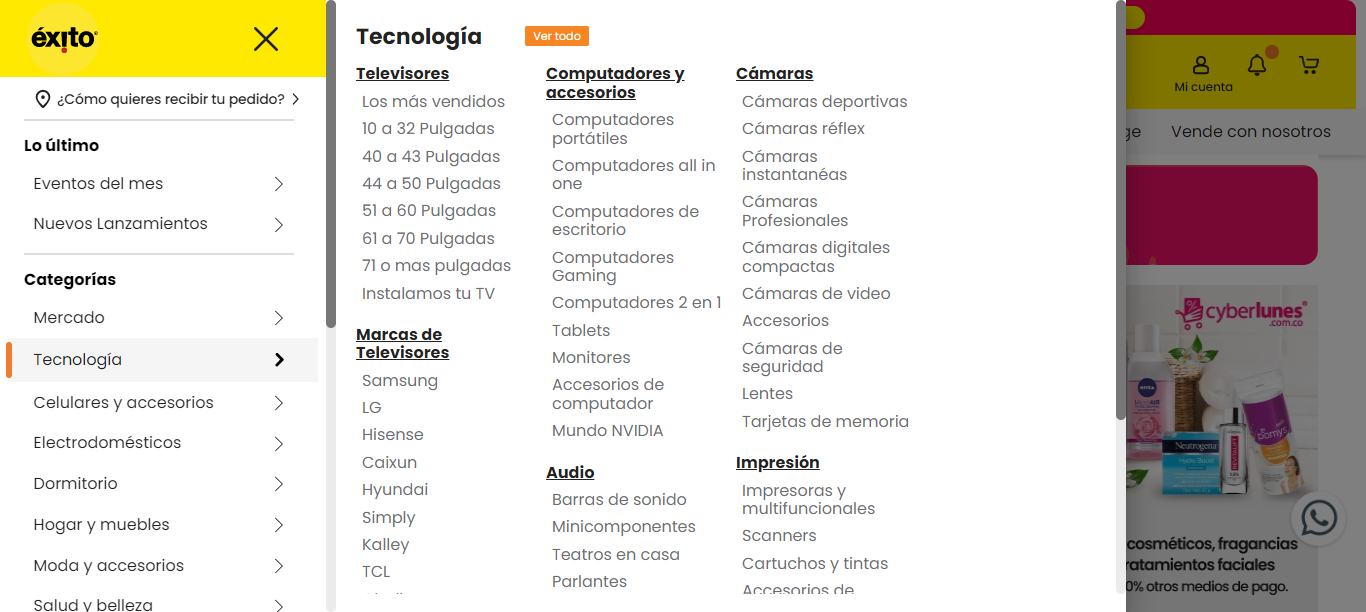 éxito
¿Cómo quieres recibir tu pedido?
Lo último
Eventos del mes
Nuevos Lanzamientos
Categorías
Mercado
Tecnología
Celulares y accesorios
Electrodomésticos
Dormitorio
Hogar y muebles
Moda y accesorios
Salud y belleza
Tecnología
Ver todo
Televisores
Los más vendidos
10 a 32 Pulgadas
40 a 43 Pulgadas
44 a 50 Pulgadas
51 a 60 Pulgadas
61 a 70 Pulgadas
71 o mas pulgadas
Instalamos tu TV
Marcas de
Televisores
Samsung
LG
Hisense
Caixun
Hyundai
Simply
Kalley
TCL
Computadores y
accesorios
Computadores
portátiles
Computadores all in
one
Computadores de
escritorio
Computadores
Gaming
Computadores 2 en 1
Tablets
Monitores
Accesorios de
computador
Mundo NVIDIA
Audio
Barras de sonido
Minicomponentes
Teatros en casa
Parlantes
Cámaras
Cámaras deportivas
Cámaras réflex
Cámaras
instantanéas
Cámaras
Profesionales
Cámaras digitales
compactas
Cámaras de video
Accesorios
Cámaras de
seguridad
Lentes
Tarjetas de memoria
Impresión
Impresoras y
multifuncionales
Scanners
Cartuchos y tintas
Accesorios de
Mi cuenta
ge
Vende con nosotros
cyberlunes
.com.co
NIVEA
Neutrogena
Hydro Boost
REVITALIFT
cosméticos, fragancias
ratamientos faciales
0% otros medios de pago.